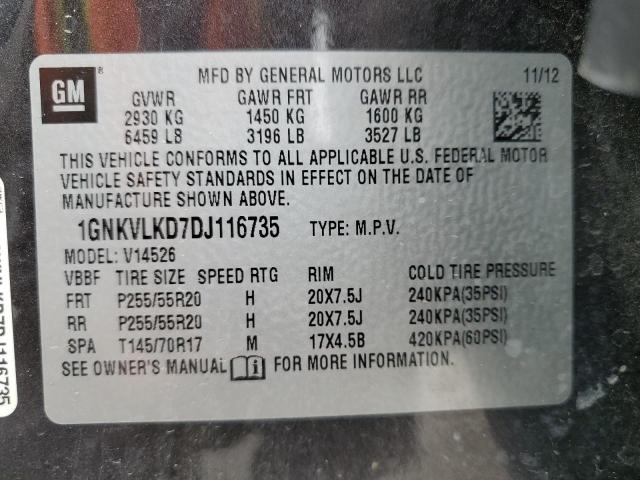 GM ®
MFD BY GENERAL MOTORS LLC 11/12
GVWR GAWR FRT GAWR RR
2930 KG 1450 KG 1600 KG
6459 LB 3196 LB 3527 LB
THIS VEHICLE CONFORMS TO ALL APPLICABLE U.S. FEDERAL MOTOR
VEHICLE SAFETY STANDARDS IN EFFECT ON THE DATE OF
MANUFACTURE SHOWN ABOVE.
1GNKVLKD7DJ116735 TYPE: M.P.V.
MODEL: V14526
VBBF TIRE SIZE SPEED RTG RIM COLD TIRE PRESSURE
FRT P255/55R20 H 20X7.5J 240KPA(35PSI)
RR P255/55R20 H 20X7.5J 240KPA(35PSI)
SPA T145/70R17 M 17X4.5B 420KPA(60PSI)
SEE OWNER'S MANUAL i FOR MORE INFORMATION.